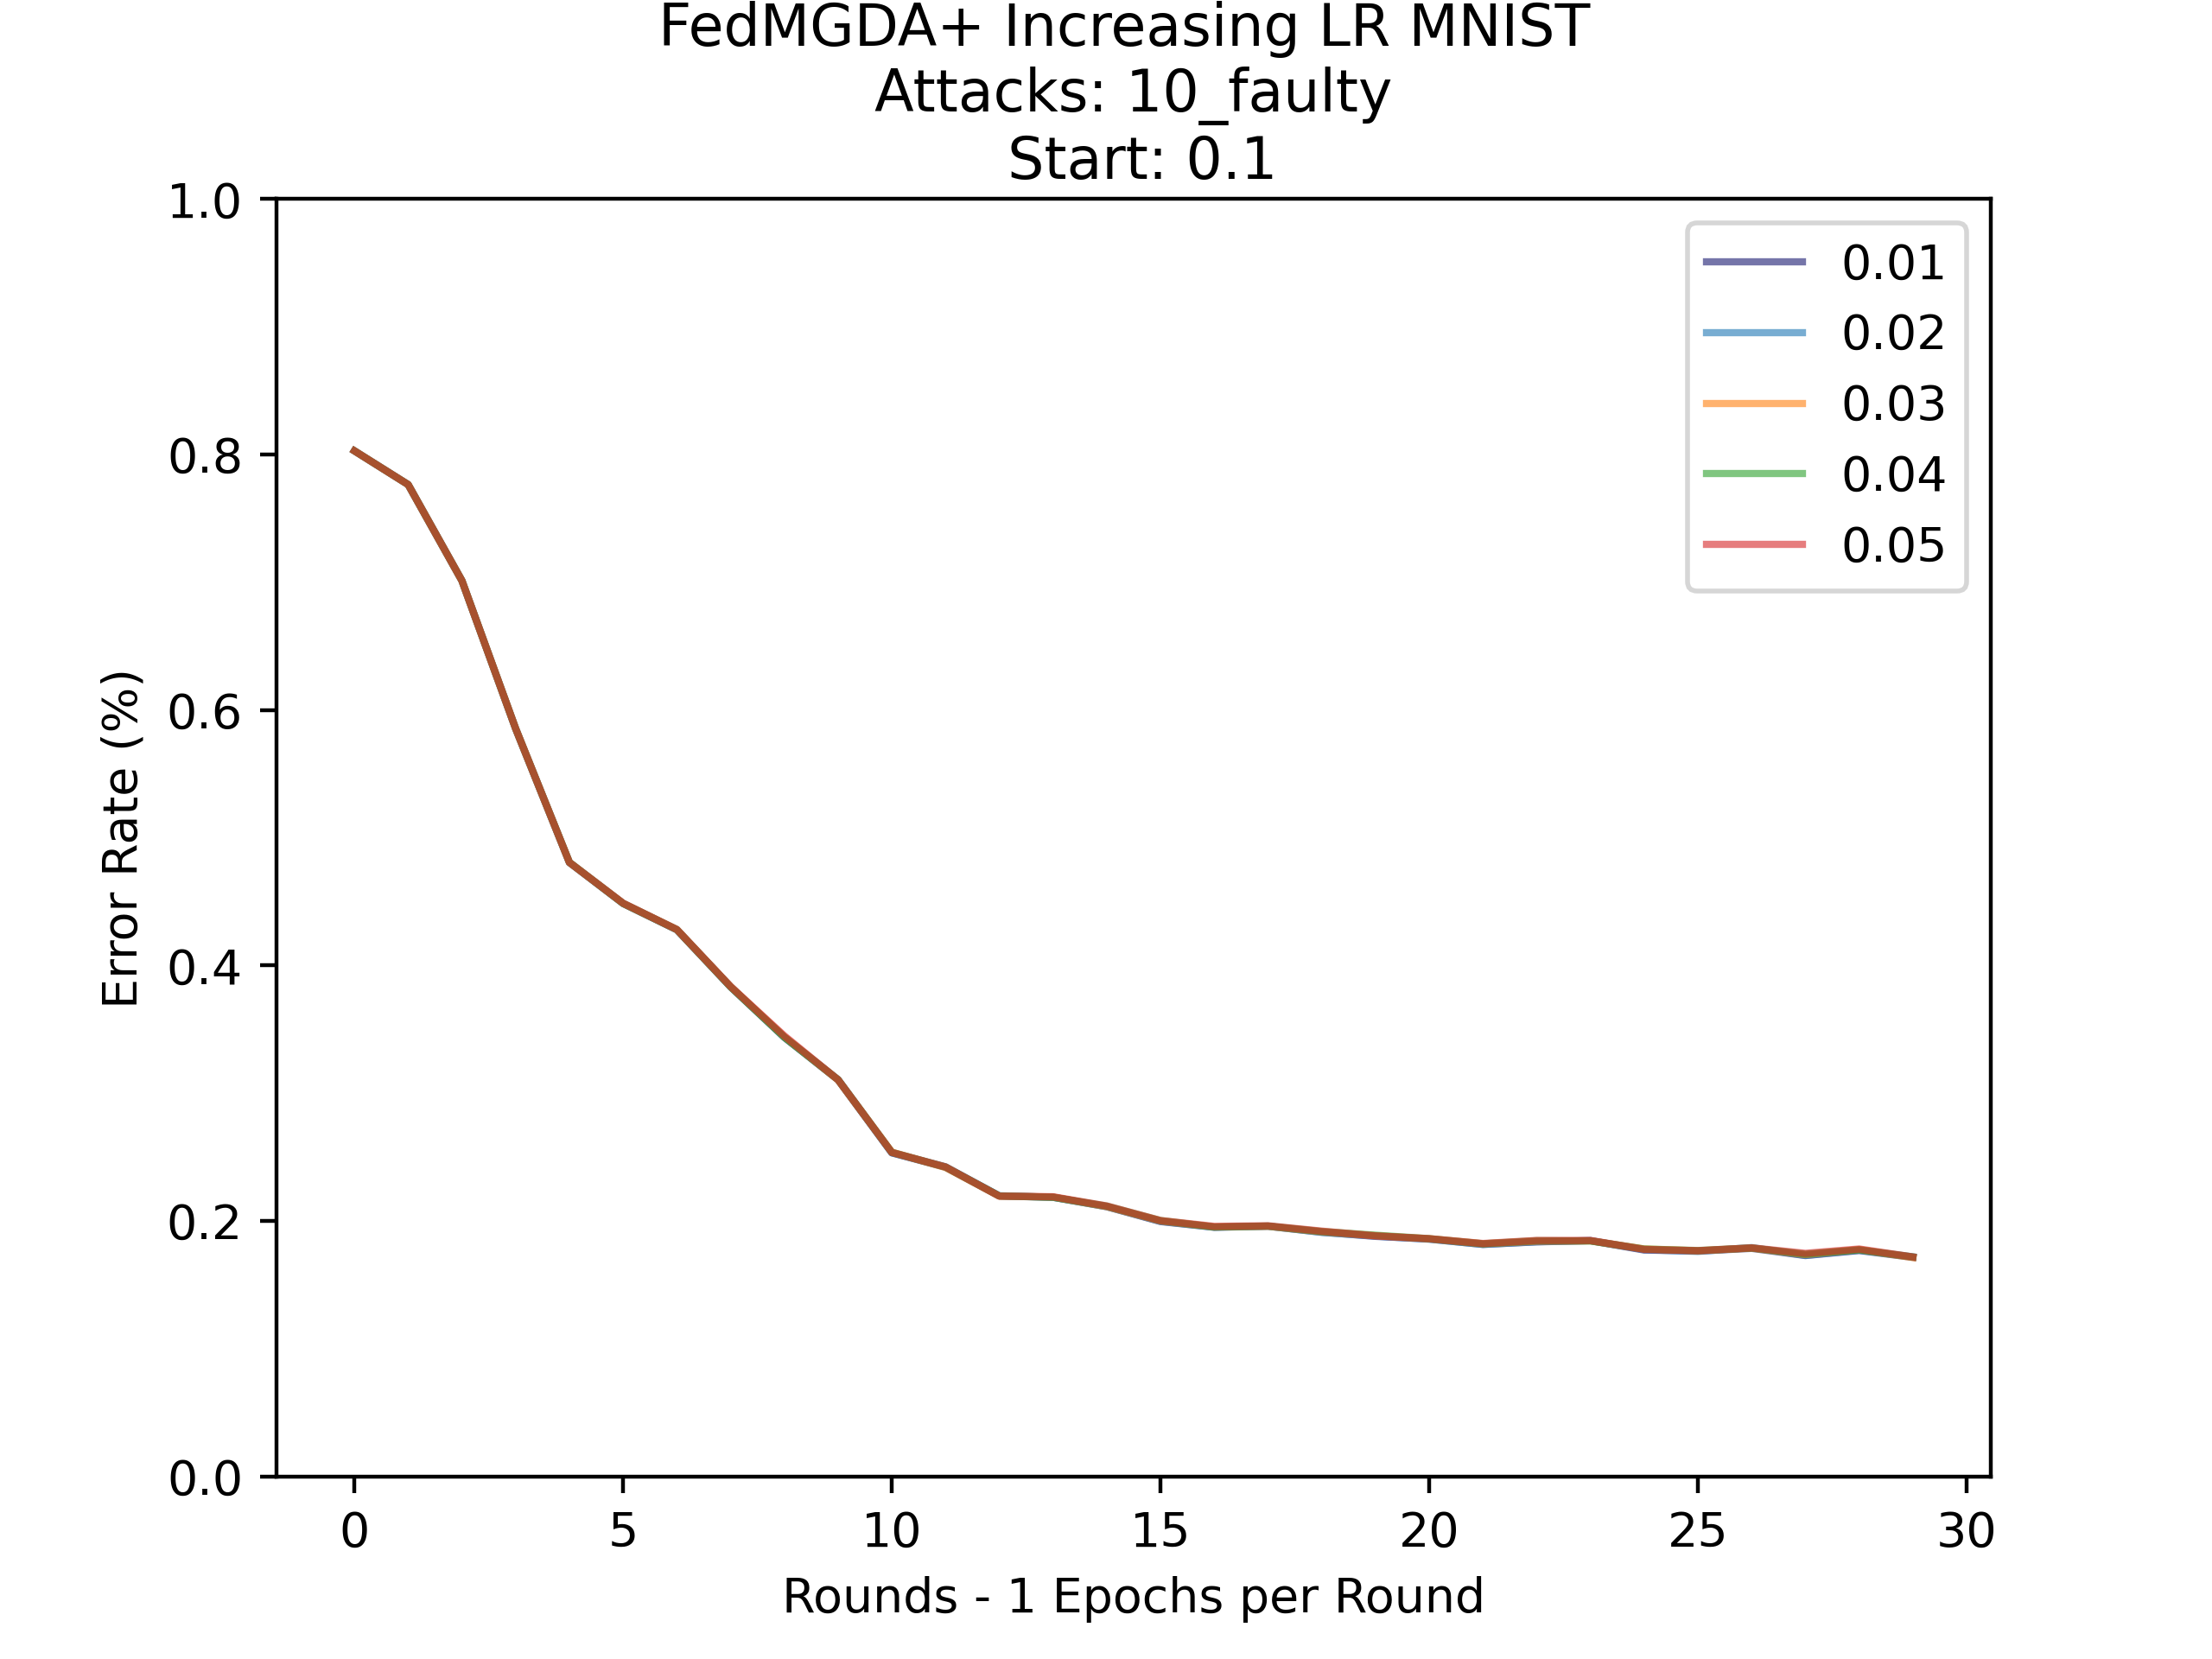 FedMGDA+ Increasing LR MNIST
Attacks: 10_faulty
Start: 0.1
1.0
0.8
0.6
0.4
0.2
0.0
Error Rate (%)
0.01
0.02
0.03
0.04
0.05
0 5 10 15 20 25 30
Rounds - 1 Epochs per Round